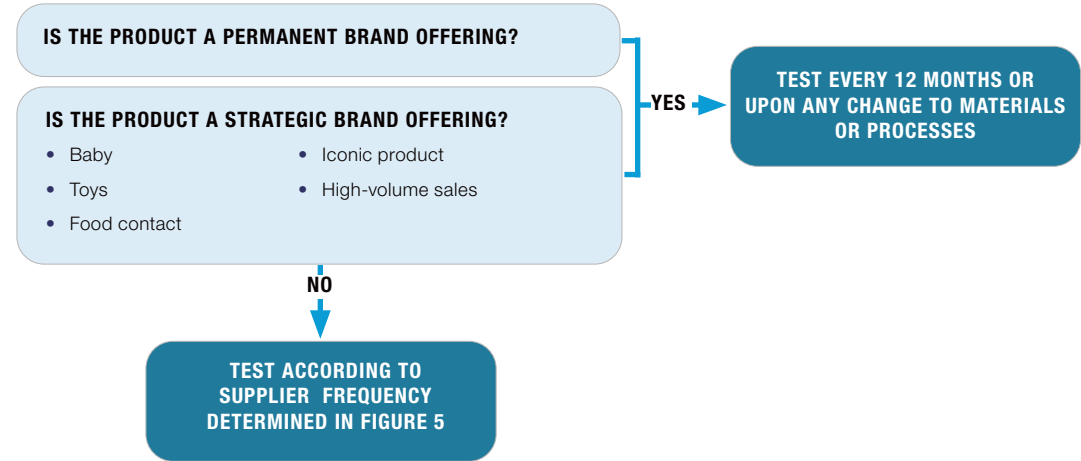 IS THE PRODUCT A PERMANENT BRAND OFFERING?
IS THE PRODUCT A STRATEGIC BRAND OFFERING?
• Baby
• Toys
• Food contact
• Iconic product
• High-volume sales
YES
TEST EVERY 12 MONTHS OR
UPON ANY CHANGE TO MATERIALS
OR PROCESSES
NO
TEST ACCORDING TO
SUPPLIER FREQUENCY
DETERMINED IN FIGURE 5